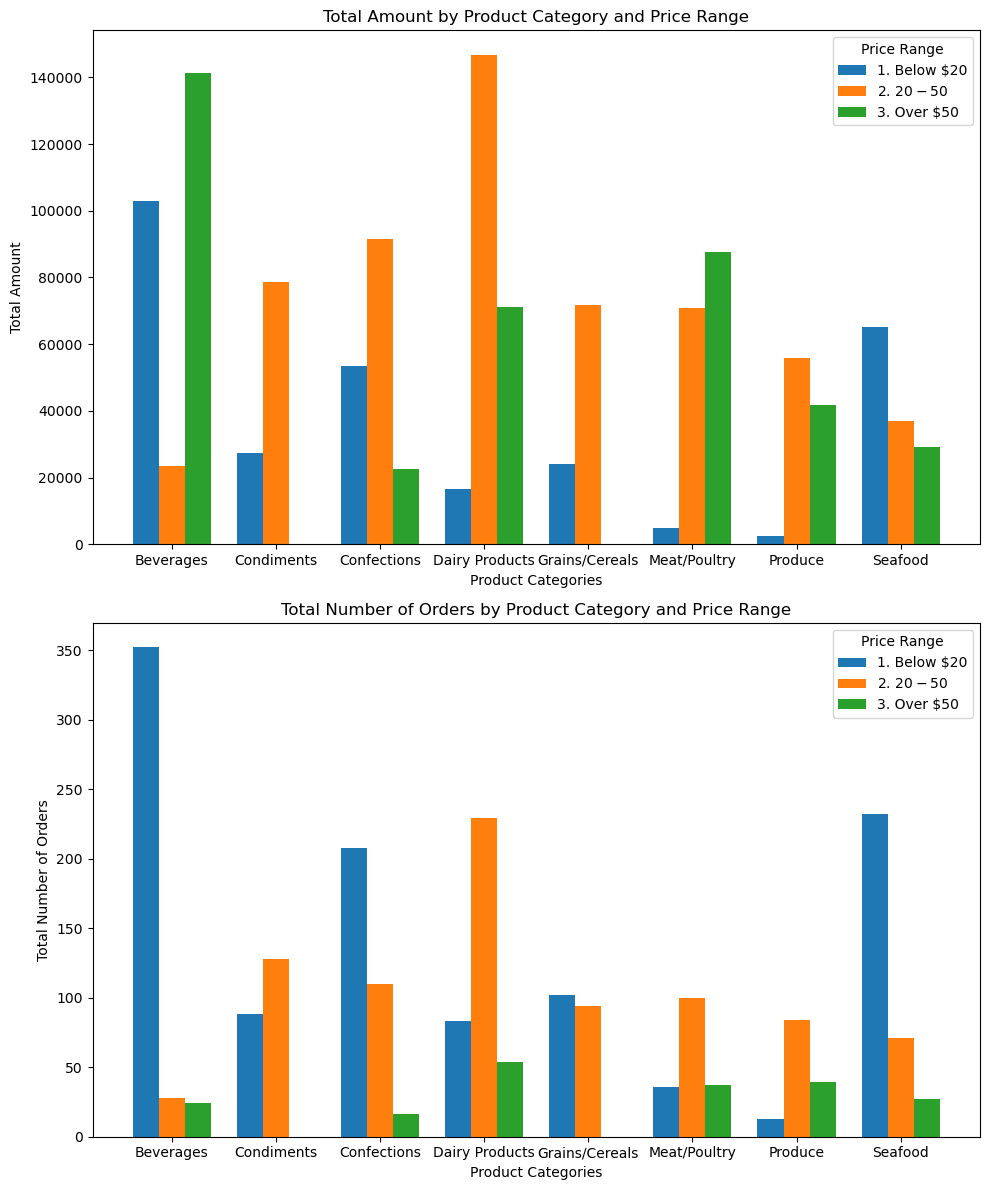 Total Amount by Product Category and Price Range
Price Range
1. Below $20
2. 20 − 50
3. Over $50
Total Amount
140000
120000
100000
80000
60000
40000
20000
0
Beverages Condiments Confections Dairy Products Grains/Cereals Meat/Poultry Produce Seafood
Product Categories
Total Number of Orders by Product Category and Price Range
Price Range
1. Below $20
2. 20 − 50
3. Over $50
Total Number of Orders
350
300
250
200
150
100
50
0
Beverages Condiments Confections Dairy Products Grains/Cereals Meat/Poultry Produce Seafood
Product Categories